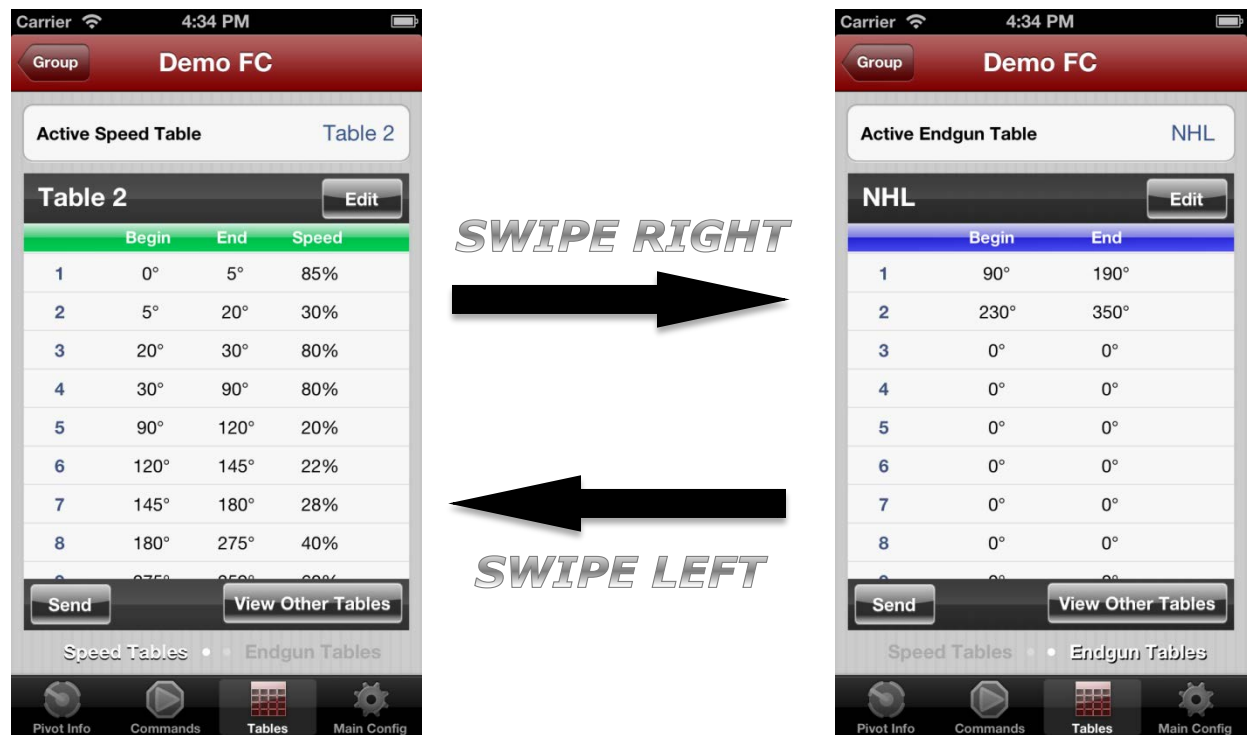 Carrier 4:34 PM
Group Demo FC
Active Speed Table Table 2
Table 2 Edit
Begin End Speed
1 0° 5° 85%
2 5° 20° 30%
3 20° 30° 80%
4 30° 90° 80%
5 90° 120° 20%
6 120° 145° 22%
7 145° 180° 28%
8 180° 275° 40%
Send View Other Tables
Speed Tables Endgun Tables
Pivot Info Commands Tables Main Config
SWIPE RIGHT
SWIPE LEFT
Carrier 4:34 PM
Group Demo FC
Active Endgun Table NHL
NHL Edit
Begin End
1 90° 190°
2 230° 350°
3 0° 0°
4 0° 0°
5 0° 0°
6 0° 0°
7 0° 0°
8 0° 0°
Send View Other Tables
Speed Tables Endgun Tables
Pivot Info Commands Tables Main Config